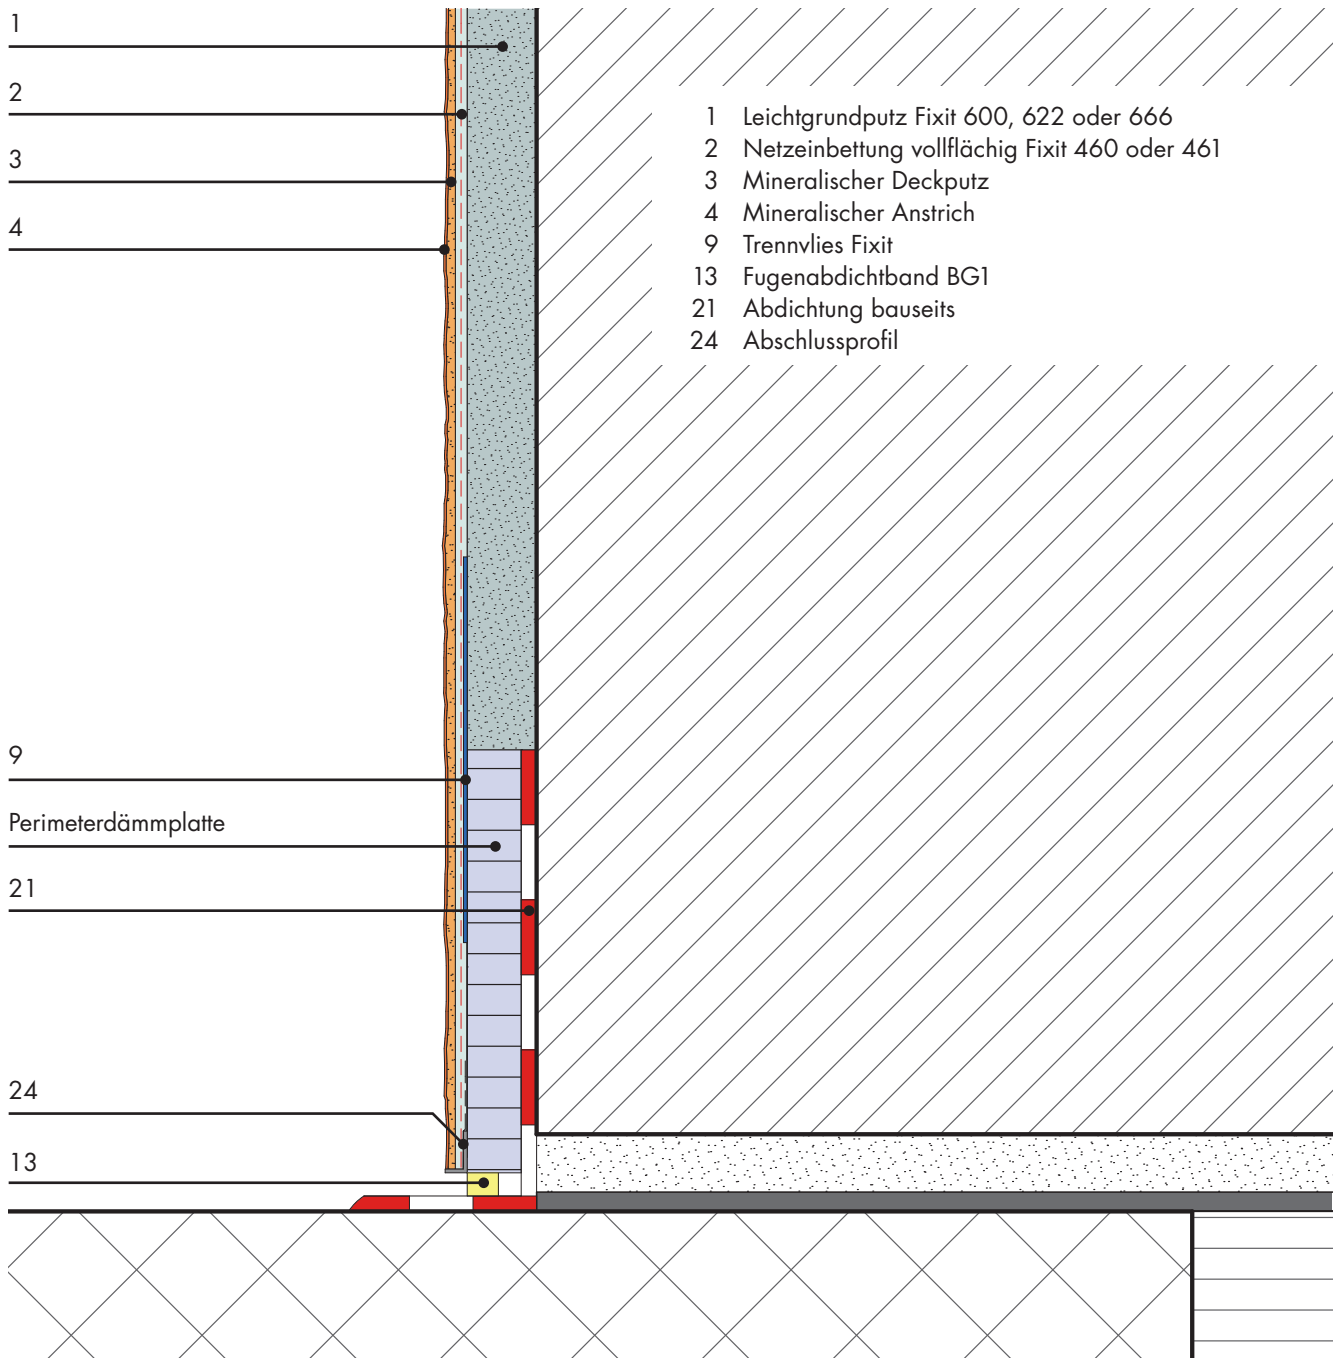 1
2
3
4
1 Leichtgrundputz Fixit 600, 622 oder 666
2 Netzeinbettung vollflächig Fixit 460 oder 461
3 Mineralischer Deckputz
4 Mineralischer Anstrich
9 Trennvlies Fixit
13 Fugenabdichtband BG1
21 Abdichtung bauseits
24 Abschlussprofil
9
Perimeterdämmplatte
21
24
13